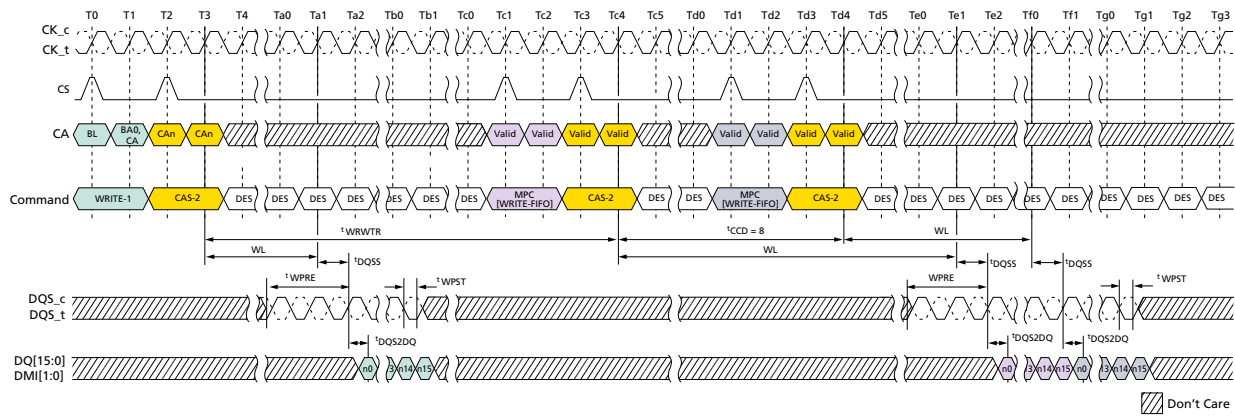 T0 T1 T2 T3 T4 Ta0 Ta1 Ta2 Tb0 Tb1 Tc0 Tc1 Tc2 Tc3 Tc4 Tc5 Td0 Td1 Td2 Td3 Td4 Td5 Te0 Te1 Te2 Tf0 Tf1 Tg0 Tg1 Tg2 Tg3
CK_c
CK_t
CS
CA BL BA0, CA CAn CAn Valid Valid Valid Valid Valid Valid Valid Valid
Command WRITE-1 CAS-2 DES DES DES DES DES DES DES MPC [WRITE-FIFO] CAS-2 DES DES MPC [WRITE-FIFO] CAS-2 DES DES DES DES DES DES DES DES DES DES
tWRWTR tCCD = 8 WL
WL WL
tDQSS tDQSS tDQSS
tWPRE tWPST WPRE tWPST
DQS_c
DQS_t
tDQS2DQ tDQS2DQ tDQS2DQ
DQ[15:0]
DMI[1:0]
n0 n14 n15 n0 n14 n15 n0 n14 n15
Don't Care